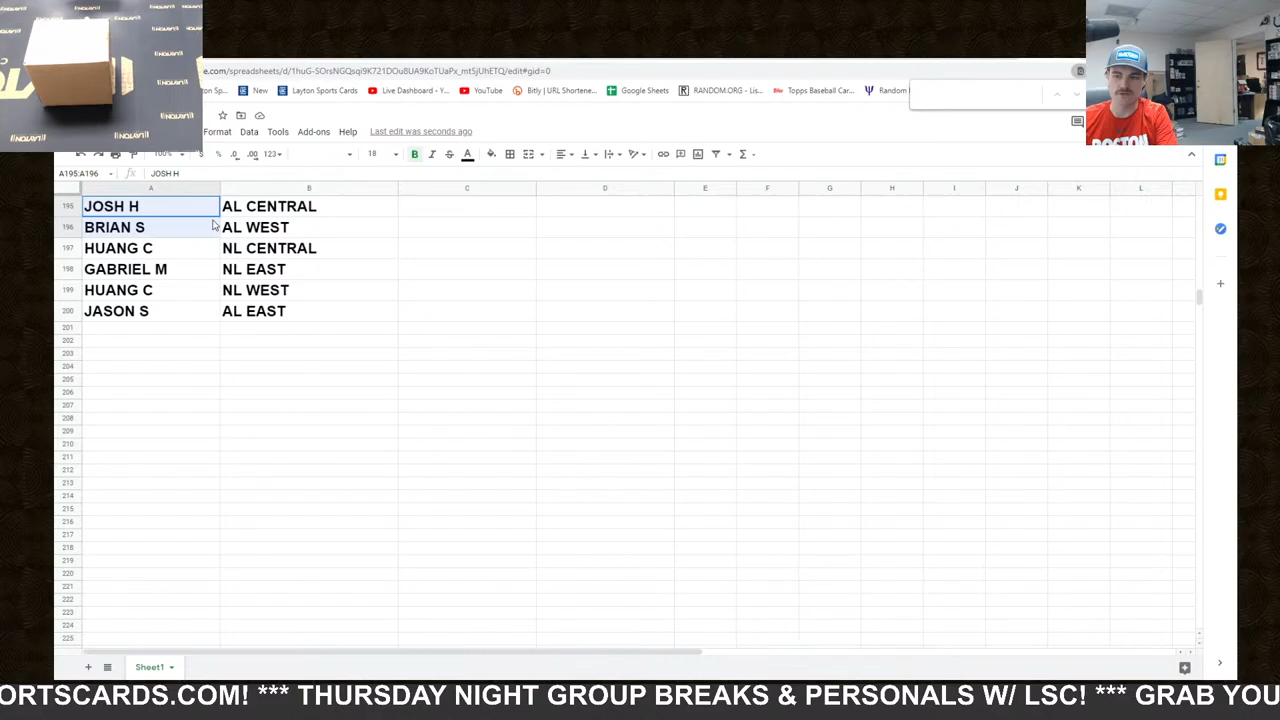 .com/spreadsheets/d/1huG-SOrsNGQsqi9K721DOu8UA9KoTUaPx_mt5jUhETQ/edit#gid=0
New Layton Sports Cards Live Dashboard - Y... YouTube Bitly | URL Shortene... Google Sheets RANDOM.ORG - Lis... Topps Baseball Car... Random
Format Data Tools Add-ons Help Last edit was seconds ago
100% % .0 .00 123 18 B I S A
A195:A196 fx JOSH H
A B C D E F G H I J K L
195 JOSH H AL CENTRAL
196 BRIAN S AL WEST
197 HUANG C NL CENTRAL
198 GABRIEL M NL EAST
199 HUANG C NL WEST
200 JASON S AL EAST
201
202
203
204
205
206
207
208
209
210
211
212
213
214
215
216
217
218
219
220
221
222
223
224
225
Sheet1
ORTSCARDS.COM! *** THURSDAY NIGHT GROUP BREAKS & PERSONALS W/ LSC! *** GRAB YOU